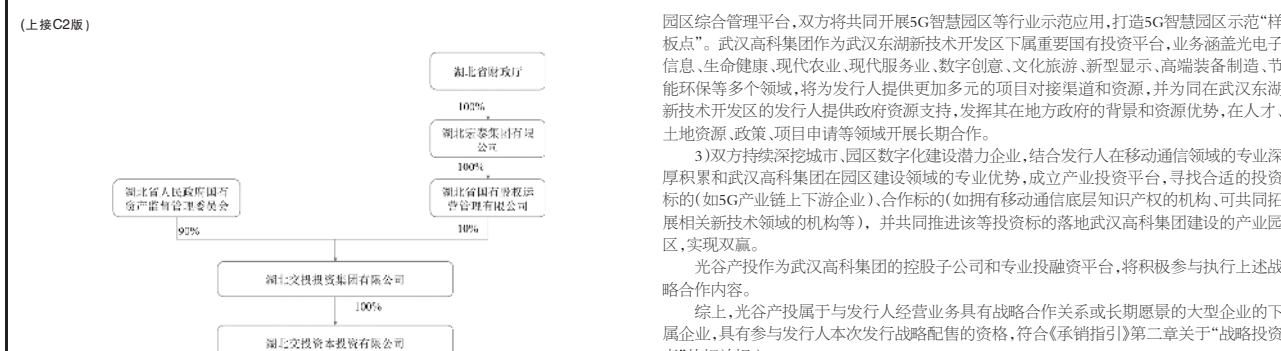 (上接C2版)
湖北省财政厅
100%
湖北宏泰集团有限
公司
100%
湖北省人民政府国有
资产监督管理委员会
湖北省国有股权运
营管理有限公司
90%
10%
湖北交投投资集团有限公司
100%
湖北交投资本投资有限公司
园区综合管理平台,双方将共同开展5G智慧园区等行业示范应用,打造5G智慧园区示范“样
板点”。武汉高科集团作为武汉东湖新技术开发区下属重要国有投资平台,业务涵盖光电子
信息、生命健康、现代农业、现代服务业、数字创意、文化旅游、新型显示、高端装备制造、节
能环保等多个领域,将为发行人提供更加多元的项目对接渠道和资源,并为同在武汉东湖
新技术开发区的发行人提供政府资源支持,发挥其在地方政府的背景和资源优势,在人才、
土地资源、政策、项目申请等领域开展长期合作。
3)双方持续深挖城市、园区数字化建设潜力企业,结合发行人在移动通信领域的专业深
厚积累和武汉高科集团在园区建设领域的专业优势,成立产业投资平台,寻找合适的投资
标的(如5G产业链上下游企业)、合作标的(如拥有移动通信底层知识产权的机构、可共同拓
展相关新技术领域的机构等),并共同推进该等投资标的落地武汉高科集团建设的产业园
区,实现双赢。
光谷产投作为武汉高科集团的控股子公司和专业投融资平台,将积极参与执行上述战
略合作内容。
综上,光谷产投属于与发行人经营业务具有战略合作关系或长期愿景的大型企业的下
属企业,具有参与发行人本次发行战略配售的资格,符合《承销指引》第二章关于“战略投资